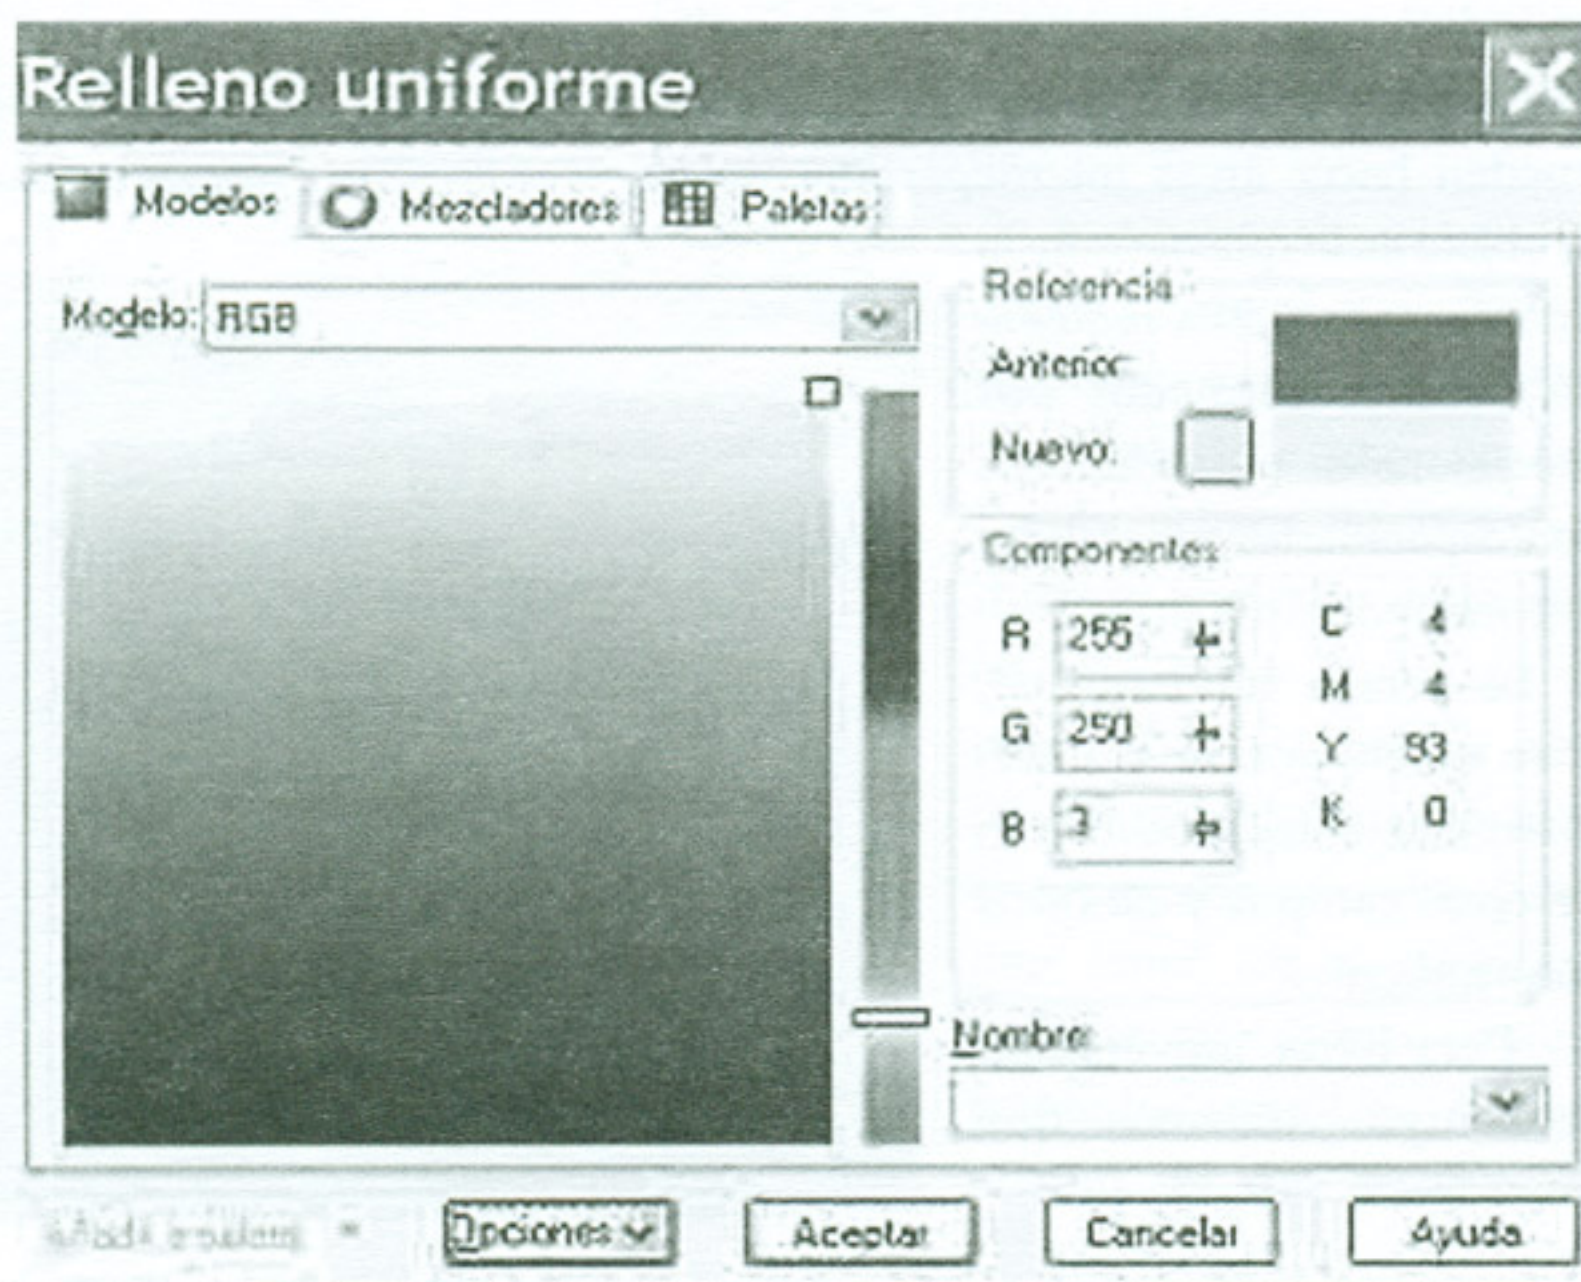 Relleno uniforme
Modelos Mezcladores Paletas
Modelo: RGB
Referencia
Anterior:
Nuevo:
Componentes
R 255 C 4
G 250 M 4
B 3 Y 93
K 0
Nombre:
Opciones Aceptar Cancelar Ayuda